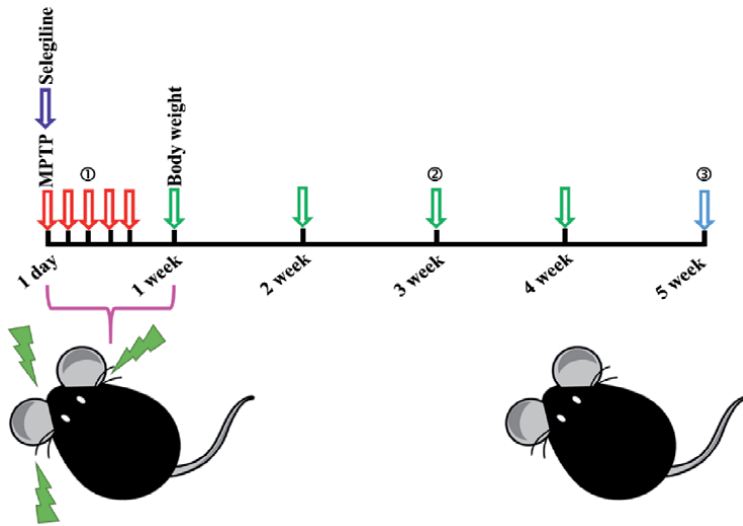 Selegiline
MPTP
①
Body weight
②
③
1 day
1 week
2 week
3 week
4 week
5 week